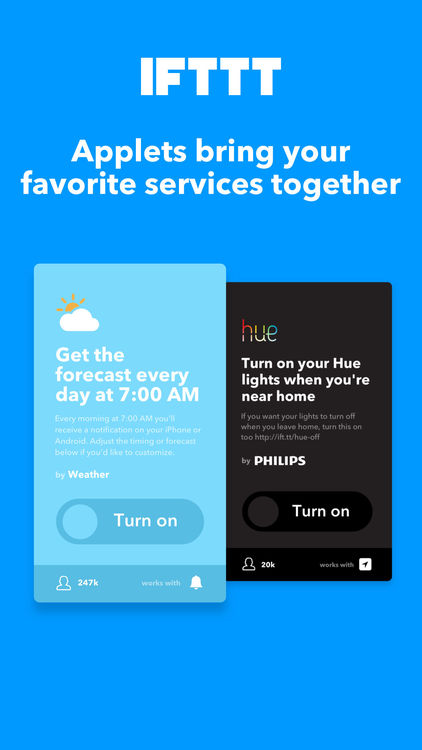 IFTTT
Applets bring your
favorite services together
Get the
forecast every
day at 7:00 AM
Every morning at 7:00 AM you'll
receive a notification on your iPhone or
Android. Adjust the timing or forecast
below if you'd like to customize.
by Weather
Turn on
247k
works with
hue
Turn on your Hue
lights when you're
near home
If you want your lights to turn off
when you leave home, turn this on
too http://ift.tt/hue-off
by PHILIPS
Turn on
20k
works with